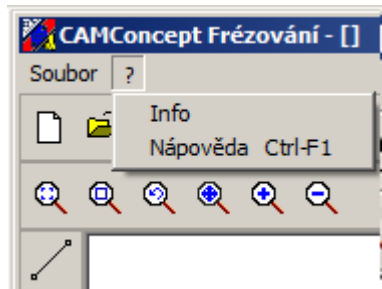 CAMConcept Frézování - []
Soubor ?
Info
Nápověda Ctrl-F1